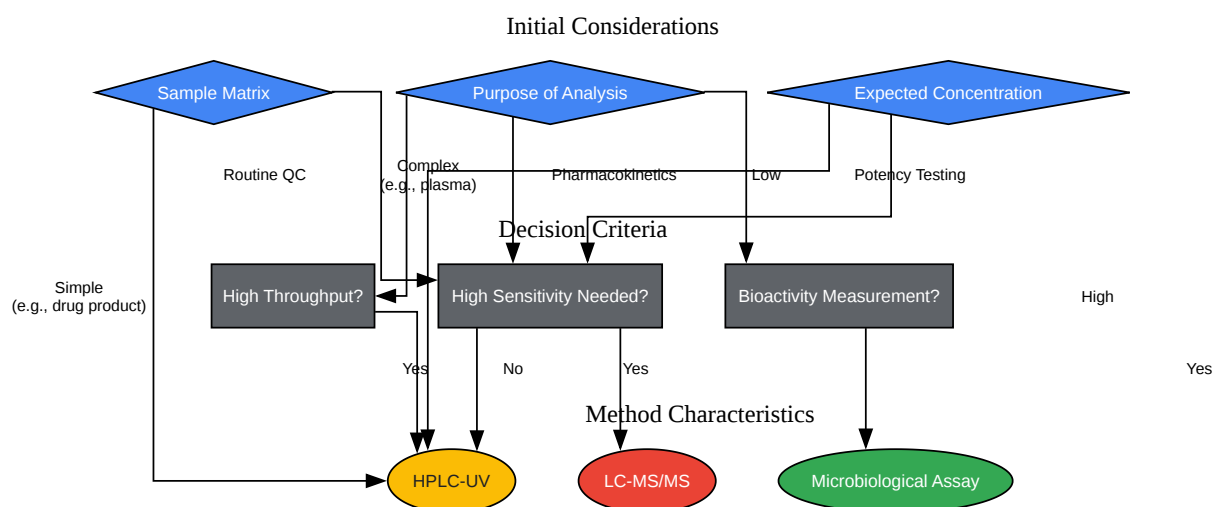 Initial Considerations
Sample Matrix
Purpose of Analysis
Expected Concentration
Routine QC
Complex
(e.g., plasma)
Pharmacokinetics
Low
Potency Testing
Decision Criteria
Simple
(e.g., drug product)
High Throughput?
High Sensitivity Needed?
Bioactivity Measurement?
High
Yes
No
Yes
Yes
Method Characteristics
HPLC-UV
LC-MS/MS
Microbiological Assay